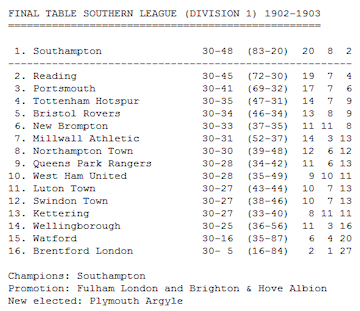 FINAL TABLE SOUTHERN LEAGUE (DIVISION 1) 1902-1903
==================================================
1. Southampton 30-48 (83-20) 20 8 2
--------------------------------------------------
2. Reading 30-45 (72-30) 19 7 4
3. Portsmouth 30-41 (69-32) 17 7 6
4. Tottenham Hotspur 30-35 (47-31) 14 7 9
5. Bristol Rovers 30-34 (46-34) 13 8 9
6. New Brompton 30-33 (37-35) 11 11 8
7. Millwall Athletic 30-31 (52-37) 14 3 13
8. Northampton Town 30-30 (39-48) 12 6 12
9. Queens Park Rangers 30-28 (34-42) 11 6 13
10. West Ham United 30-28 (35-49) 9 10 11
11. Luton Town 30-27 (43-44) 10 7 13
12. Swindon Town 30-27 (38-46) 10 7 13
13. Kettering 30-27 (33-40) 8 11 11
14. Wellingborough 30-25 (36-56) 11 3 16
15. Watford 30-16 (35-87) 6 4 20
16. Brentford London 30- 5 (16-84) 2 1 27
Champions: Southampton
Promotion: Fulham London and Brighton & Hove Albion
New elected: Plymouth Argyle